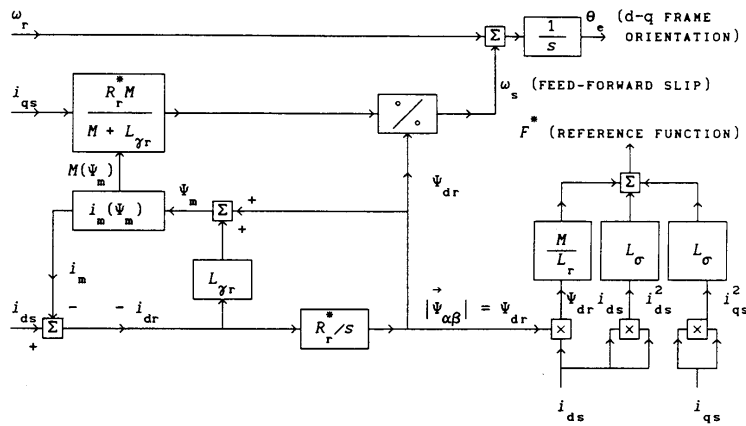 ω_r
Σ
1/s
θ_e (d-q FRAME ORIENTATION)
i_qs
R_r^* M / (M + L_γr)
°/°
ω_s (FEED-FORWARD SLIP)
F^* (REFERENCE FUNCTION)
M(Ψ_m)
Ψ_m
Ψ_dr
i_m(Ψ_m)
Σ
+
+
Σ
M/L_r
L_σ
L_σ
i_m
L_γr
i_ds
Σ
+
−
− i_dr
R_r^*/s
|Ψ⃗_αβ| = Ψ_dr
Ψ_dr i_ds
i_ds^2
i_qs^2
×
×
×
i_ds
i_qs